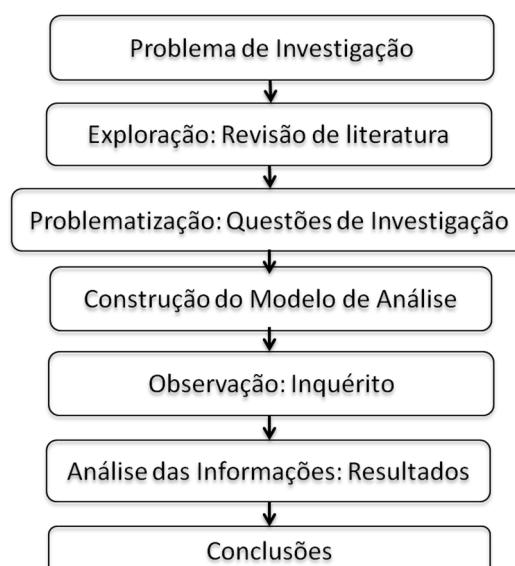 Problema de Investigação
Exploração: Revisão de literatura
Problematização: Questões de Investigação
Construção do Modelo de Análise
Observação: Inquérito
Análise das Informações: Resultados
Conclusões